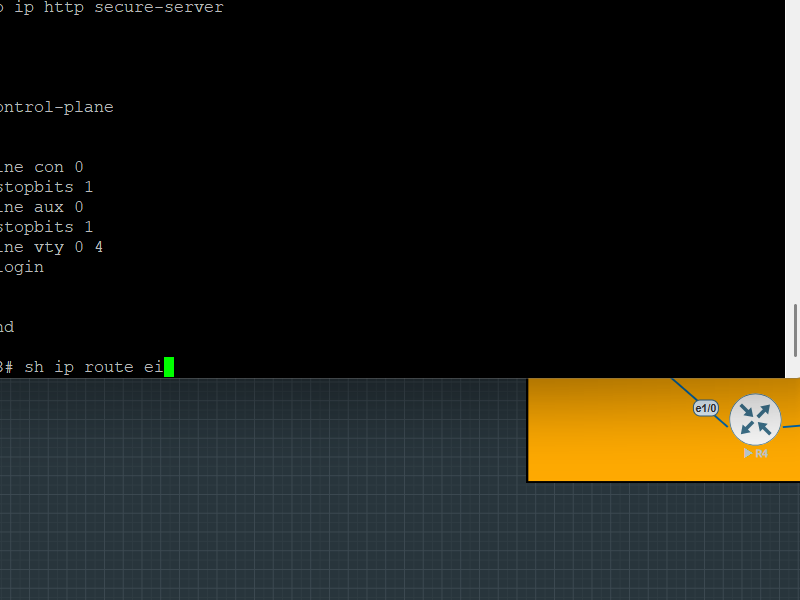 o ip http secure-server
ontrol-plane
ine con 0
stopbits 1
ine aux 0
stopbits 1
ine vty 0 4
login
nd
3# sh ip route ei
e1/0
R4